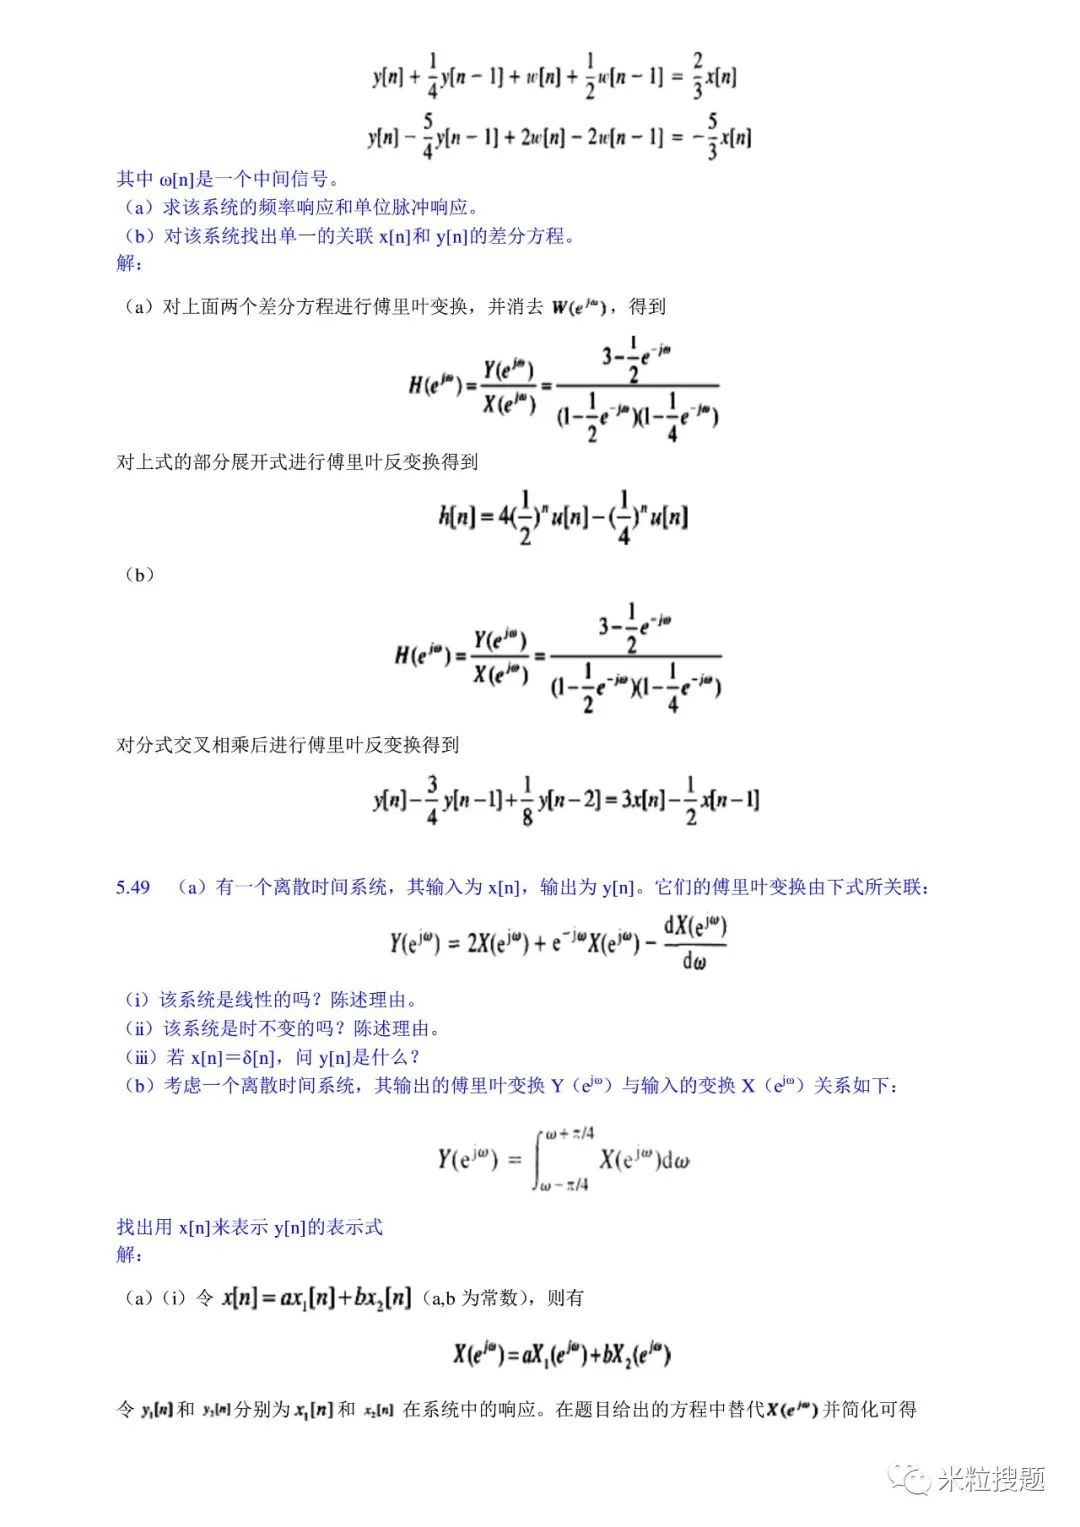 y[n] + 1/4 y[n − 1] + w[n] + 1/2 w[n − 1] = 2/3 x[n]
y[n] − 5/4 y[n − 1] + 2w[n] − 2w[n − 1] = −5/3 x[n]
其中 ω[n]是一个中间信号。
（a）求该系统的频率响应和单位脉冲响应。
（b）对该系统找出单一的关联 x[n]和 y[n]的差分方程。
解：
（a）对上面两个差分方程进行傅里叶变换，并消去 W(e^{jω})，得到
H(e^{jω}) = Y(e^{jω})/X(e^{jω}) = (3 − 1/2 e^{-jω})/((1 − 1/2 e^{-jω})(1 − 1/4 e^{-jω}))
对上式的部分展开式进行傅里叶反变换得到
h[n] = 4(1/2)^n u[n] − (1/4)^n u[n]
（b）
H(e^{jω}) = Y(e^{jω})/X(e^{jω}) = (3 − 1/2 e^{-jω})/((1 − 1/2 e^{-jω})(1 − 1/4 e^{-jω}))
对分式交叉相乘后进行傅里叶反变换得到
y[n] − 3/4 y[n − 1] + 1/8 y[n − 2] = 3x[n] − 1/2 x[n − 1]
5.49 （a）有一个离散时间系统，其输入为 x[n]，输出为 y[n]。它们的傅里叶变换由下式所关联：
Y(e^{jω}) = 2X(e^{jω}) + e^{-jω}X(e^{jω}) − dX(e^{jω})/dω
（i）该系统是线性的吗？陈述理由。
（ii）该系统是时不变的吗？陈述理由。
（iii）若 x[n]＝δ[n]，问 y[n]是什么？
（b）考虑一个离散时间系统，其输出的傅里叶变换 Y（e^{jω}）与输入的变换 X（e^{jω}）关系如下：
Y(e^{jω}) = ∫_{ω − π/4}^{ω + π/4} X(e^{jω})dω
找出用 x[n]来表示 y[n]的表示式
解：
（a）（i）令 x[n] = ax₁[n] + bx₂[n]（a,b 为常数），则有
X(e^{jω}) = aX₁(e^{jω}) + bX₂(e^{jω})
令 y₁[n] 和 y₂[n] 分别为 x₁[n] 和 x₂[n] 在系统中的响应。在题目给出的方程中替代 X(e^{jω}) 并简化可得
米粒搜题